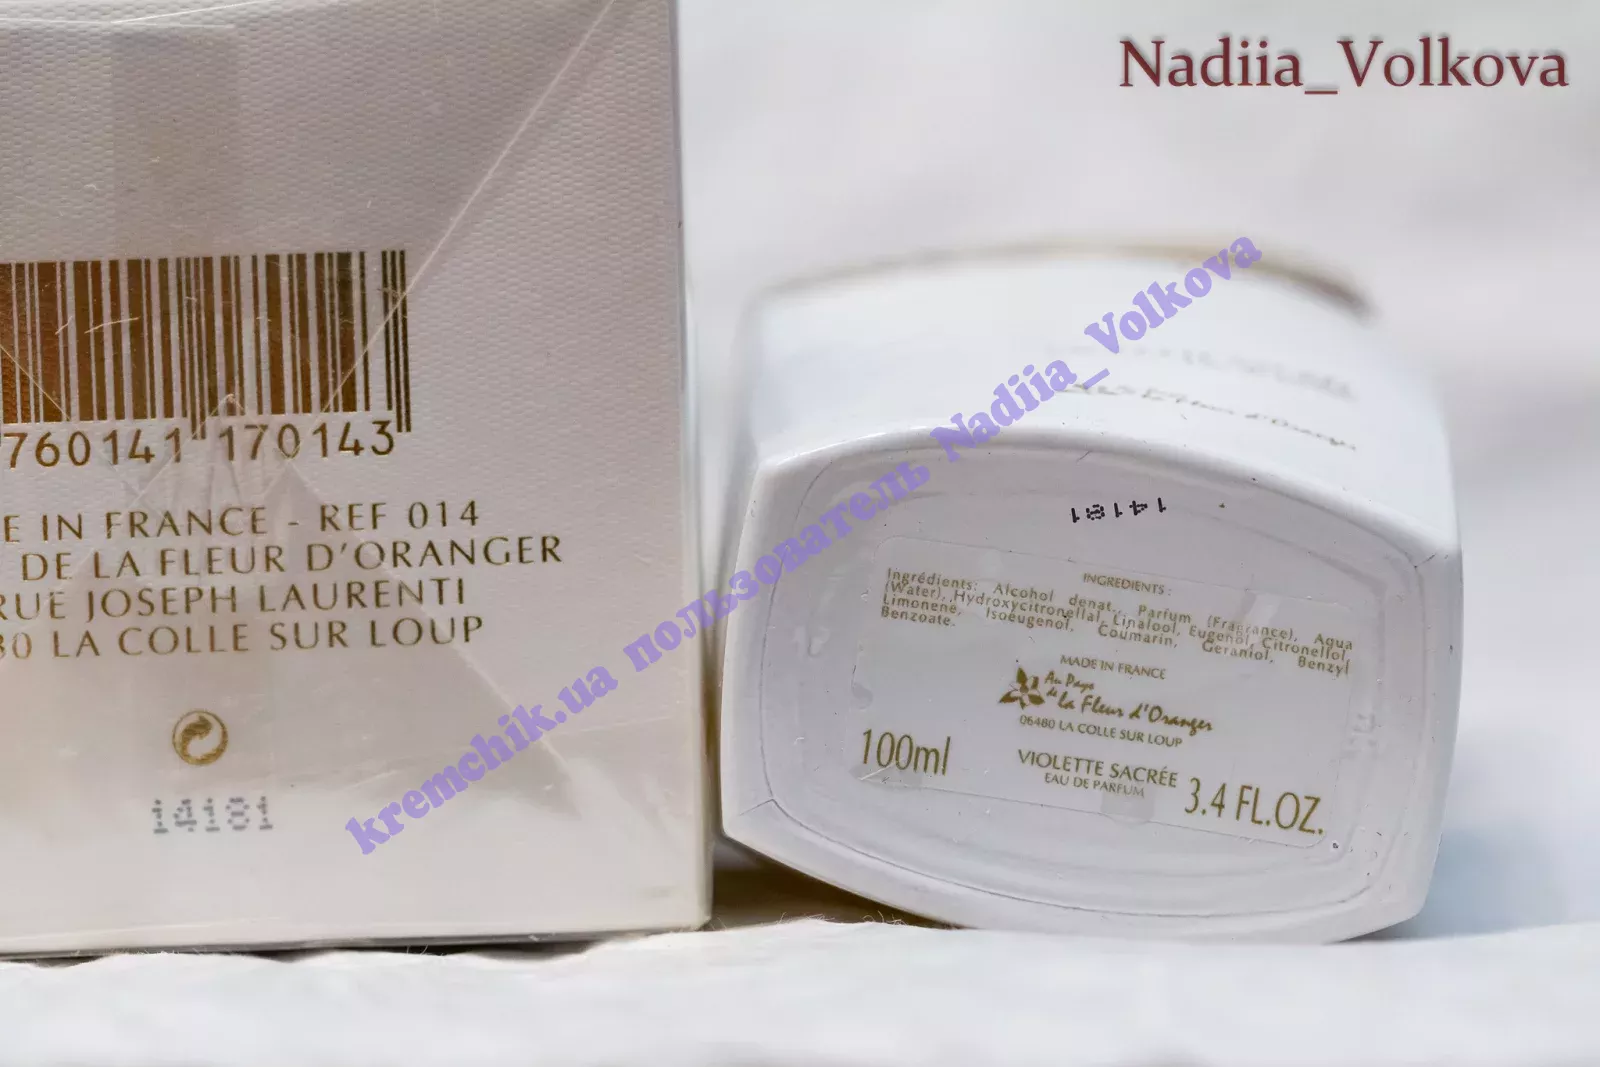 Nadiia_Volkova
760141 170143
E IN FRANCE - REF 014
DE LA FLEUR D'ORANGER
RUE JOSEPH LAURENTI
80 LA COLLE SUR LOUP
14181
kremchik.ua пользователь Nadiia_Volkova
14181
INGREDIENTS :
Ingrédients: Alcohol denat., Parfum (Fragrance), Aqua
(Water), Hydroxycitronellal, Linalool, Eugenol, Citronellol
Limonene, Isoeugenol, Coumarin, Geraniol, Benzyl
Benzoate.
MADE IN FRANCE
Au Pays
de la Fleur d'Oranger
06480 LA COLLE SUR LOUP
100ml
VIOLETTE SACRÉE
EAU DE PARFUM
3.4 FL.OZ.